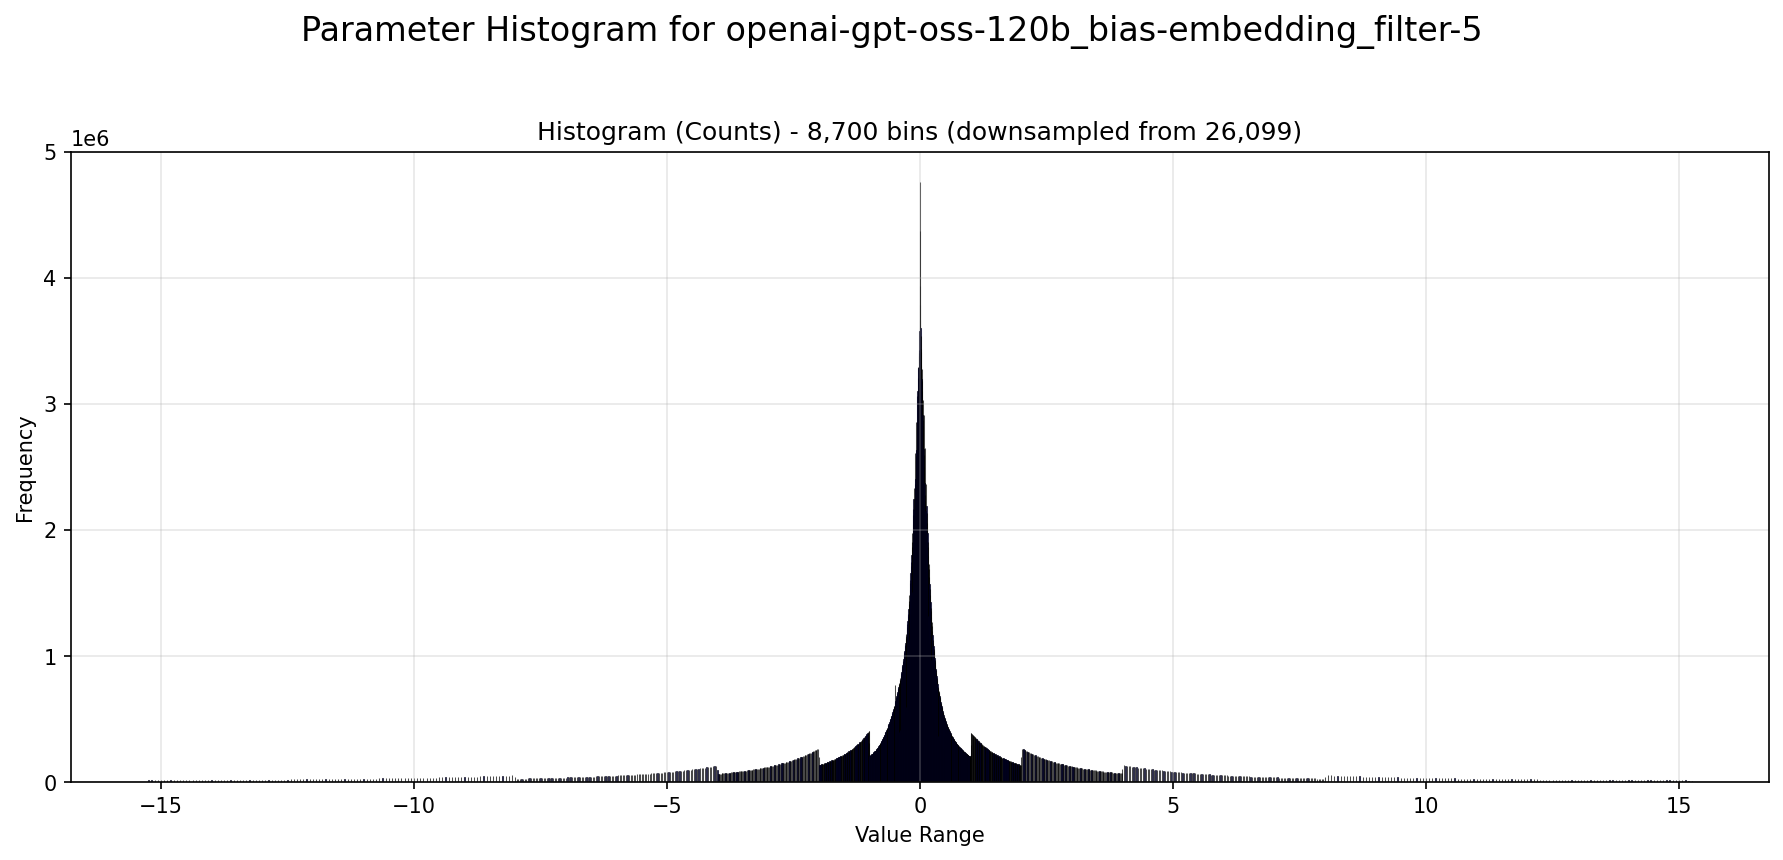 Parameter Histogram for openai-gpt-oss-120b_bias-embedding_filter-5
Histogram (Counts) - 8,700 bins (downsampled from 26,099)
1e6
5
4
3
2
1
0
Frequency
−15
−10
−5
0
5
10
15
Value Range